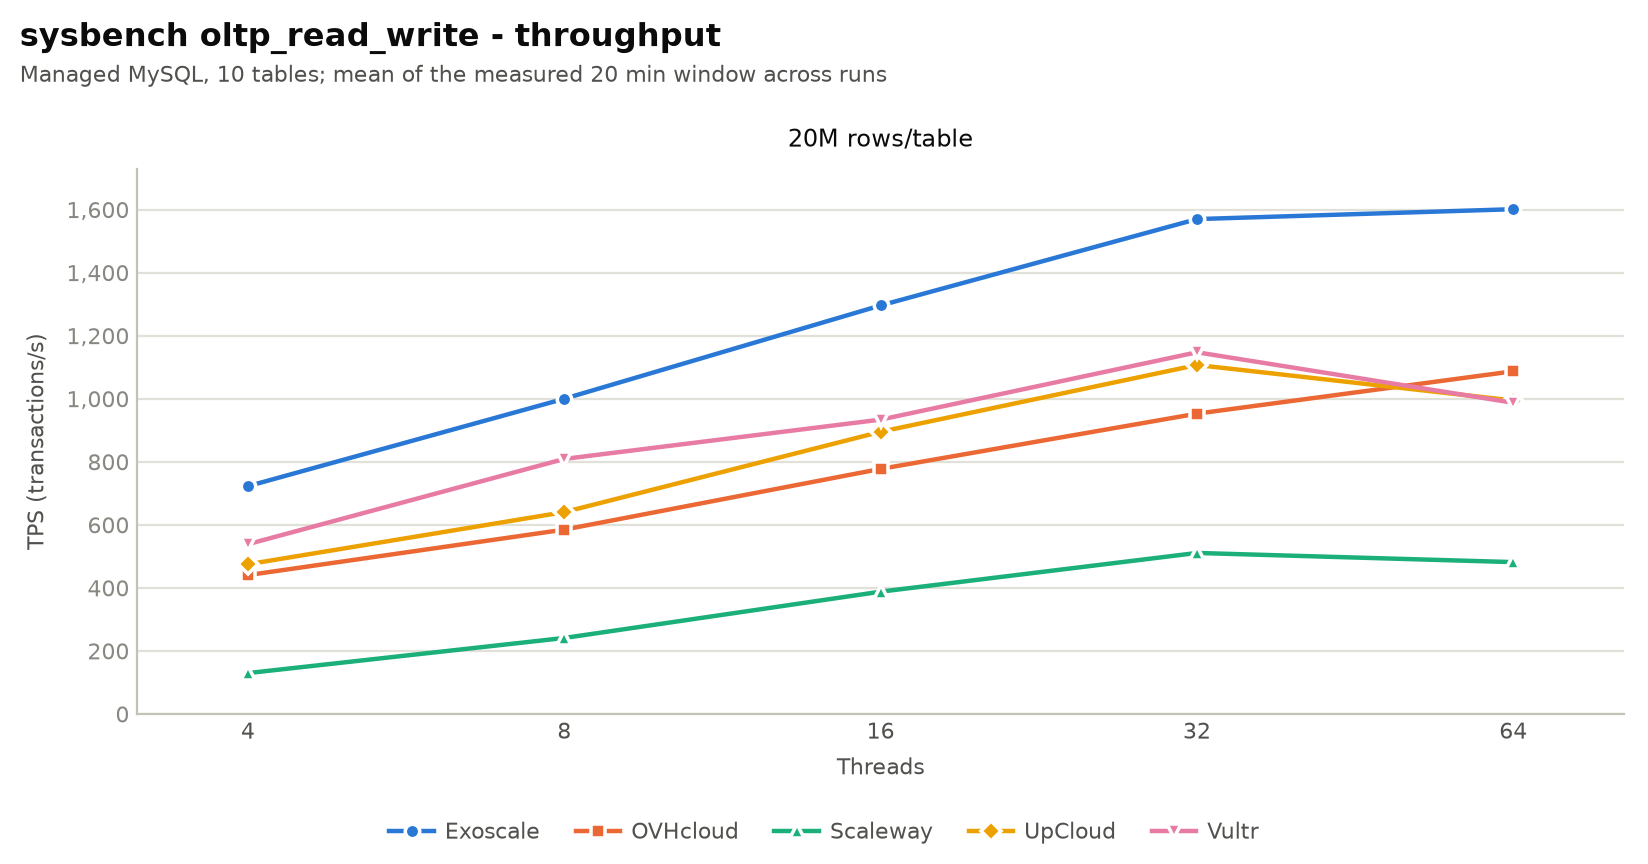 sysbench oltp_read_write - throughput
Managed MySQL, 10 tables; mean of the measured 20 min window across runs
20M rows/table
TPS (transactions/s)
1,600
1,400
1,200
1,000
800
600
400
200
0
4 8 16 32 64
Threads
Exoscale OVHcloud Scaleway UpCloud Vultr